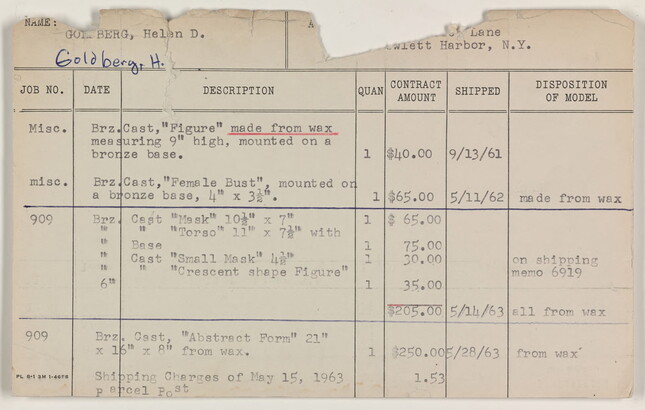 NAME: GOLDBERG, Helen D.
A
Lane
Goldberg, H.
wlett Harbor, N.Y.
JOB NO. DATE DESCRIPTION QUAN CONTRACT AMOUNT SHIPPED DISPOSITION OF MODEL
Misc. Brz. Cast, "Figure" made from wax
measuring 9" high, mounted on a
bronze base. 1 $40.00 9/13/61
misc. Brz. Cast, "Female Bust", mounted on
a bronze base, 4" x 3½". 1 $65.00 5/11/62 made from wax
909 Brz. Cast "Mask" 10½" x 7" 1 $ 65.00
" " "Torso" 11" x 7½" with
" Base 1 75.00
" Cast "Small Mask" 4½" 1 30.00 on shipping
" " "Crescent shape Figure" memo 6919
6" 1 35.00
$205.00 5/14/63 all from wax
909 Brz. Cast, "Abstract Form" 21"
x 16" x 8" from wax. 1 $250.00 5/28/63 from wax
Shipping Charges of May 15, 1963 1.53
parcel Post